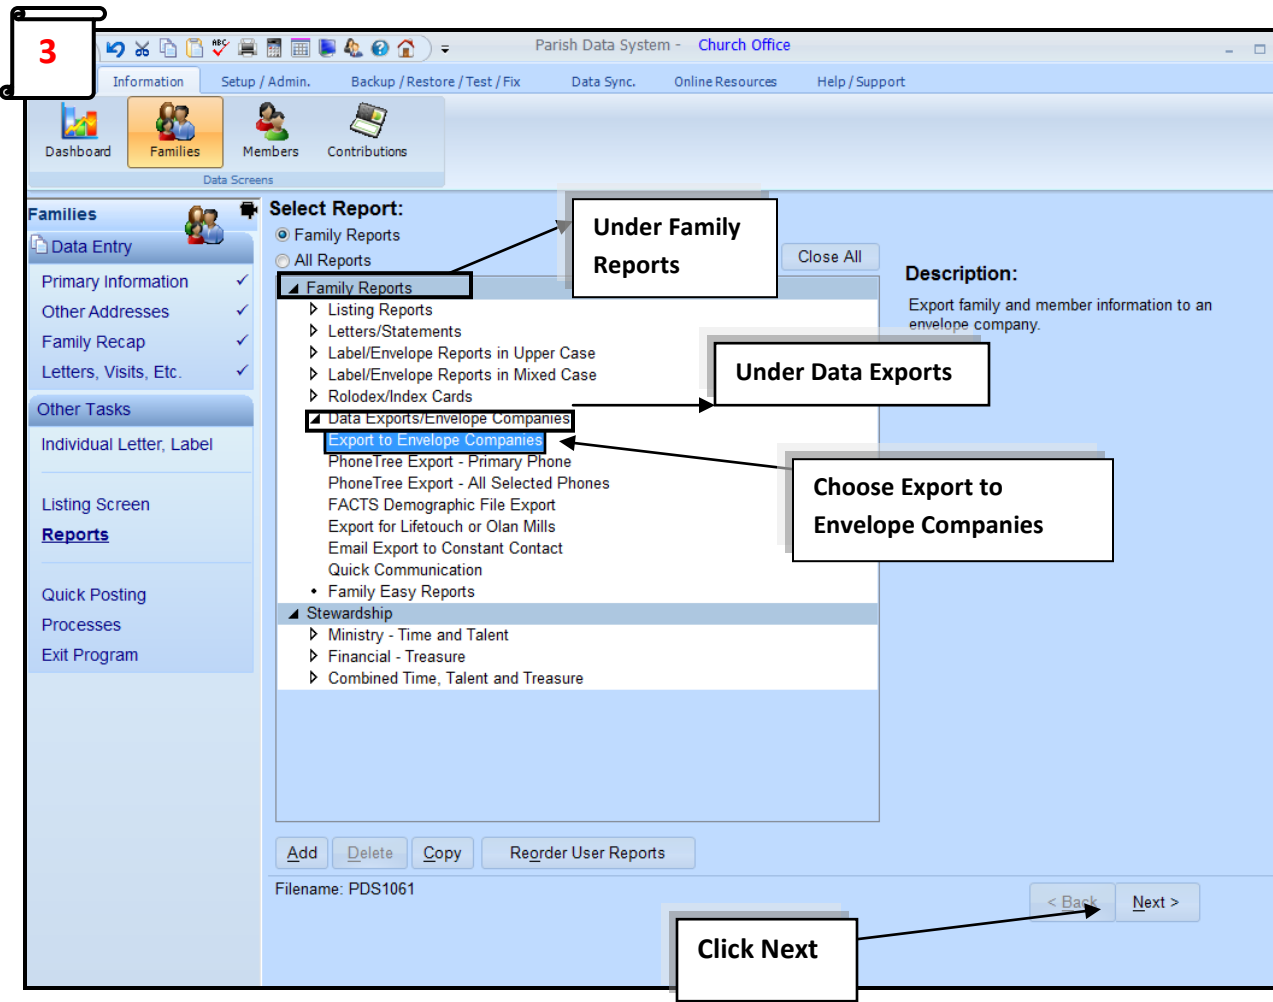 3
Parish Data System - Church Office
Information Setup / Admin. Backup / Restore / Test / Fix Data Sync. Online Resources Help / Support
Dashboard Families Members Contributions
Data Screens
Families
Data Entry
Primary Information
Other Addresses
Family Recap
Letters, Visits, Etc.
Other Tasks
Individual Letter, Label
Listing Screen
Reports
Quick Posting
Processes
Exit Program
Select Report:
Family Reports
All Reports
Close All
Family Reports
Listing Reports
Letters/Statements
Label/Envelope Reports in Upper Case
Label/Envelope Reports in Mixed Case
Rolodex/Index Cards
Data Exports/Envelope Companies
Export to Envelope Companies
PhoneTree Export - Primary Phone
PhoneTree Export - All Selected Phones
FACTS Demographic File Export
Export for Lifetouch or Olan Mills
Email Export to Constant Contact
Quick Communication
Family Easy Reports
Stewardship
Ministry - Time and Talent
Financial - Treasure
Combined Time, Talent and Treasure
Under Family
Reports
Under Data Exports
Choose Export to
Envelope Companies
Description:
Export family and member information to an
envelope company.
Add Delete Copy Reorder User Reports
Filename: PDS1061
< Back Next >
Click Next